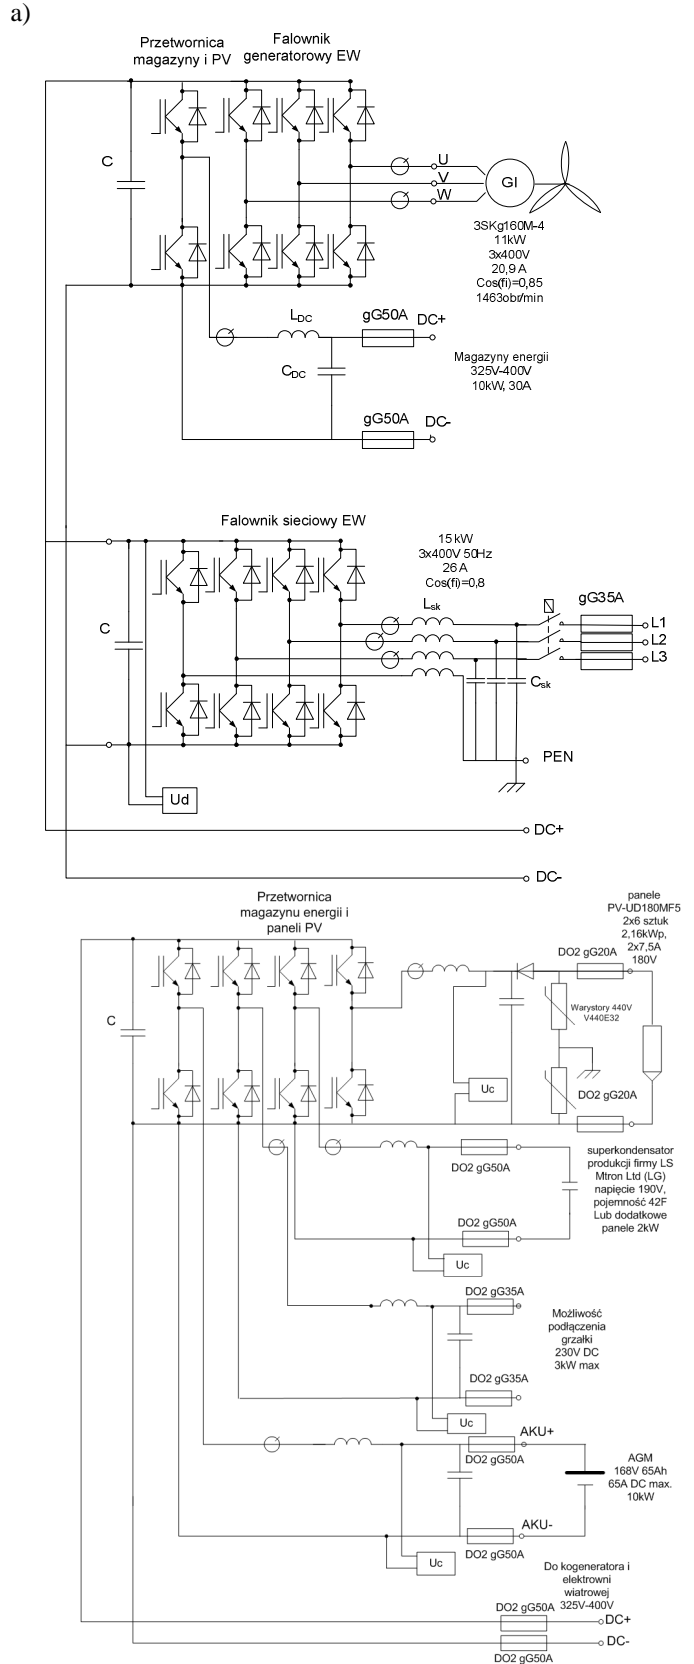 a)
Przetwornica
magazyny i PV
Falownik
generatorowy EW
C
U
V
W
GI
3SKg160M-4
11kW
3x400V
20,9 A
Cos(fi)=0,85
1463obr/min
LDC
gG50A
DC+
CDC
Magazyny energii
325V-400V
10kW, 30A
gG50A
DC-
Falownik sieciowy EW
15 kW
3x400V 50Hz
26 A
Cos(fi)=0,8
Lsk
gG35A
C
L1
L2
L3
Csk
PEN
Ud
DC+
DC-
Przetwornica
magazynu energii i
paneli PV
panele
PV-UD180MF5
2x6 sztuk
2,16kWp,
2x7,5A
180V
DO2 gG20A
C
Warystory 440V
V440E32
Uc
DO2 gG20A
DO2 gG50A
superkondensator
produkcji firmy LS
Mtron Ltd (LG)
napięcie 190V,
pojemność 42F
Lub dodatkowe
panele 2kW
DO2 gG50A
Uc
DO2 gG35A
Możliwość
podłączenia
grzałki
230V DC
3kW max
DO2 gG35A
Uc
AKU+
DO2 gG50A
AGM
168V 65Ah
65A DC max.
10kW
AKU-
DO2 gG50A
Uc
Do kogeneratora i
elektrowni
wiatrowej
325V-400V
DO2 gG50A
DC+
DC-
DO2 gG50A